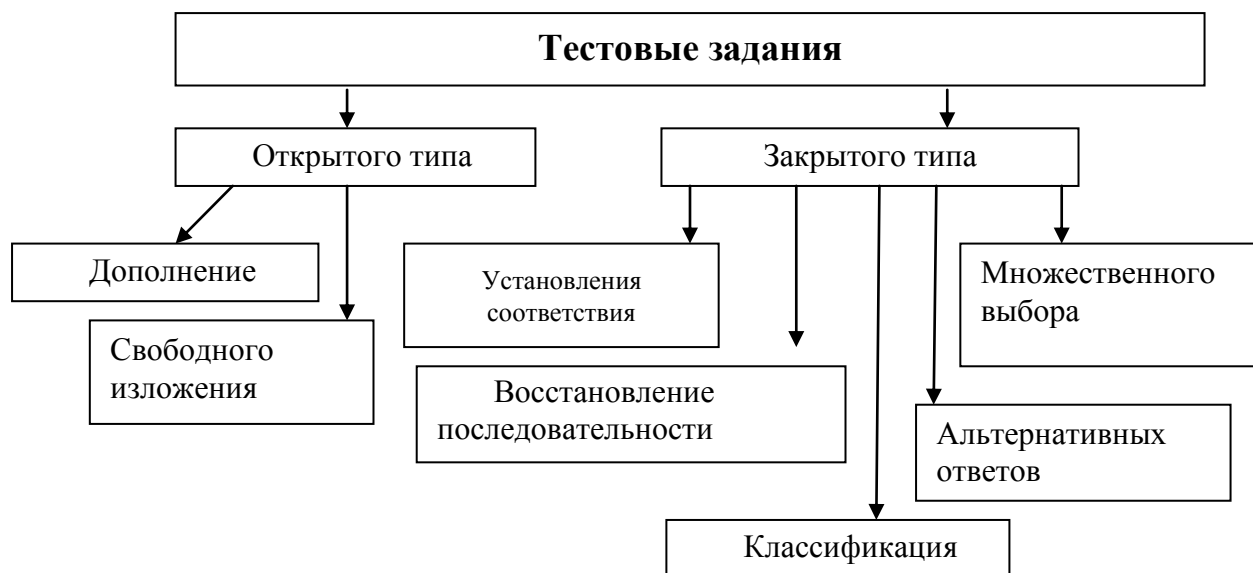 Тестовые задания
Открытого типа
Закрытого типа
Дополнение
Свободного
изложения
Установления
соответствия
Восстановление
последовательности
Классификация
Альтернативных
ответов
Множественного
выбора